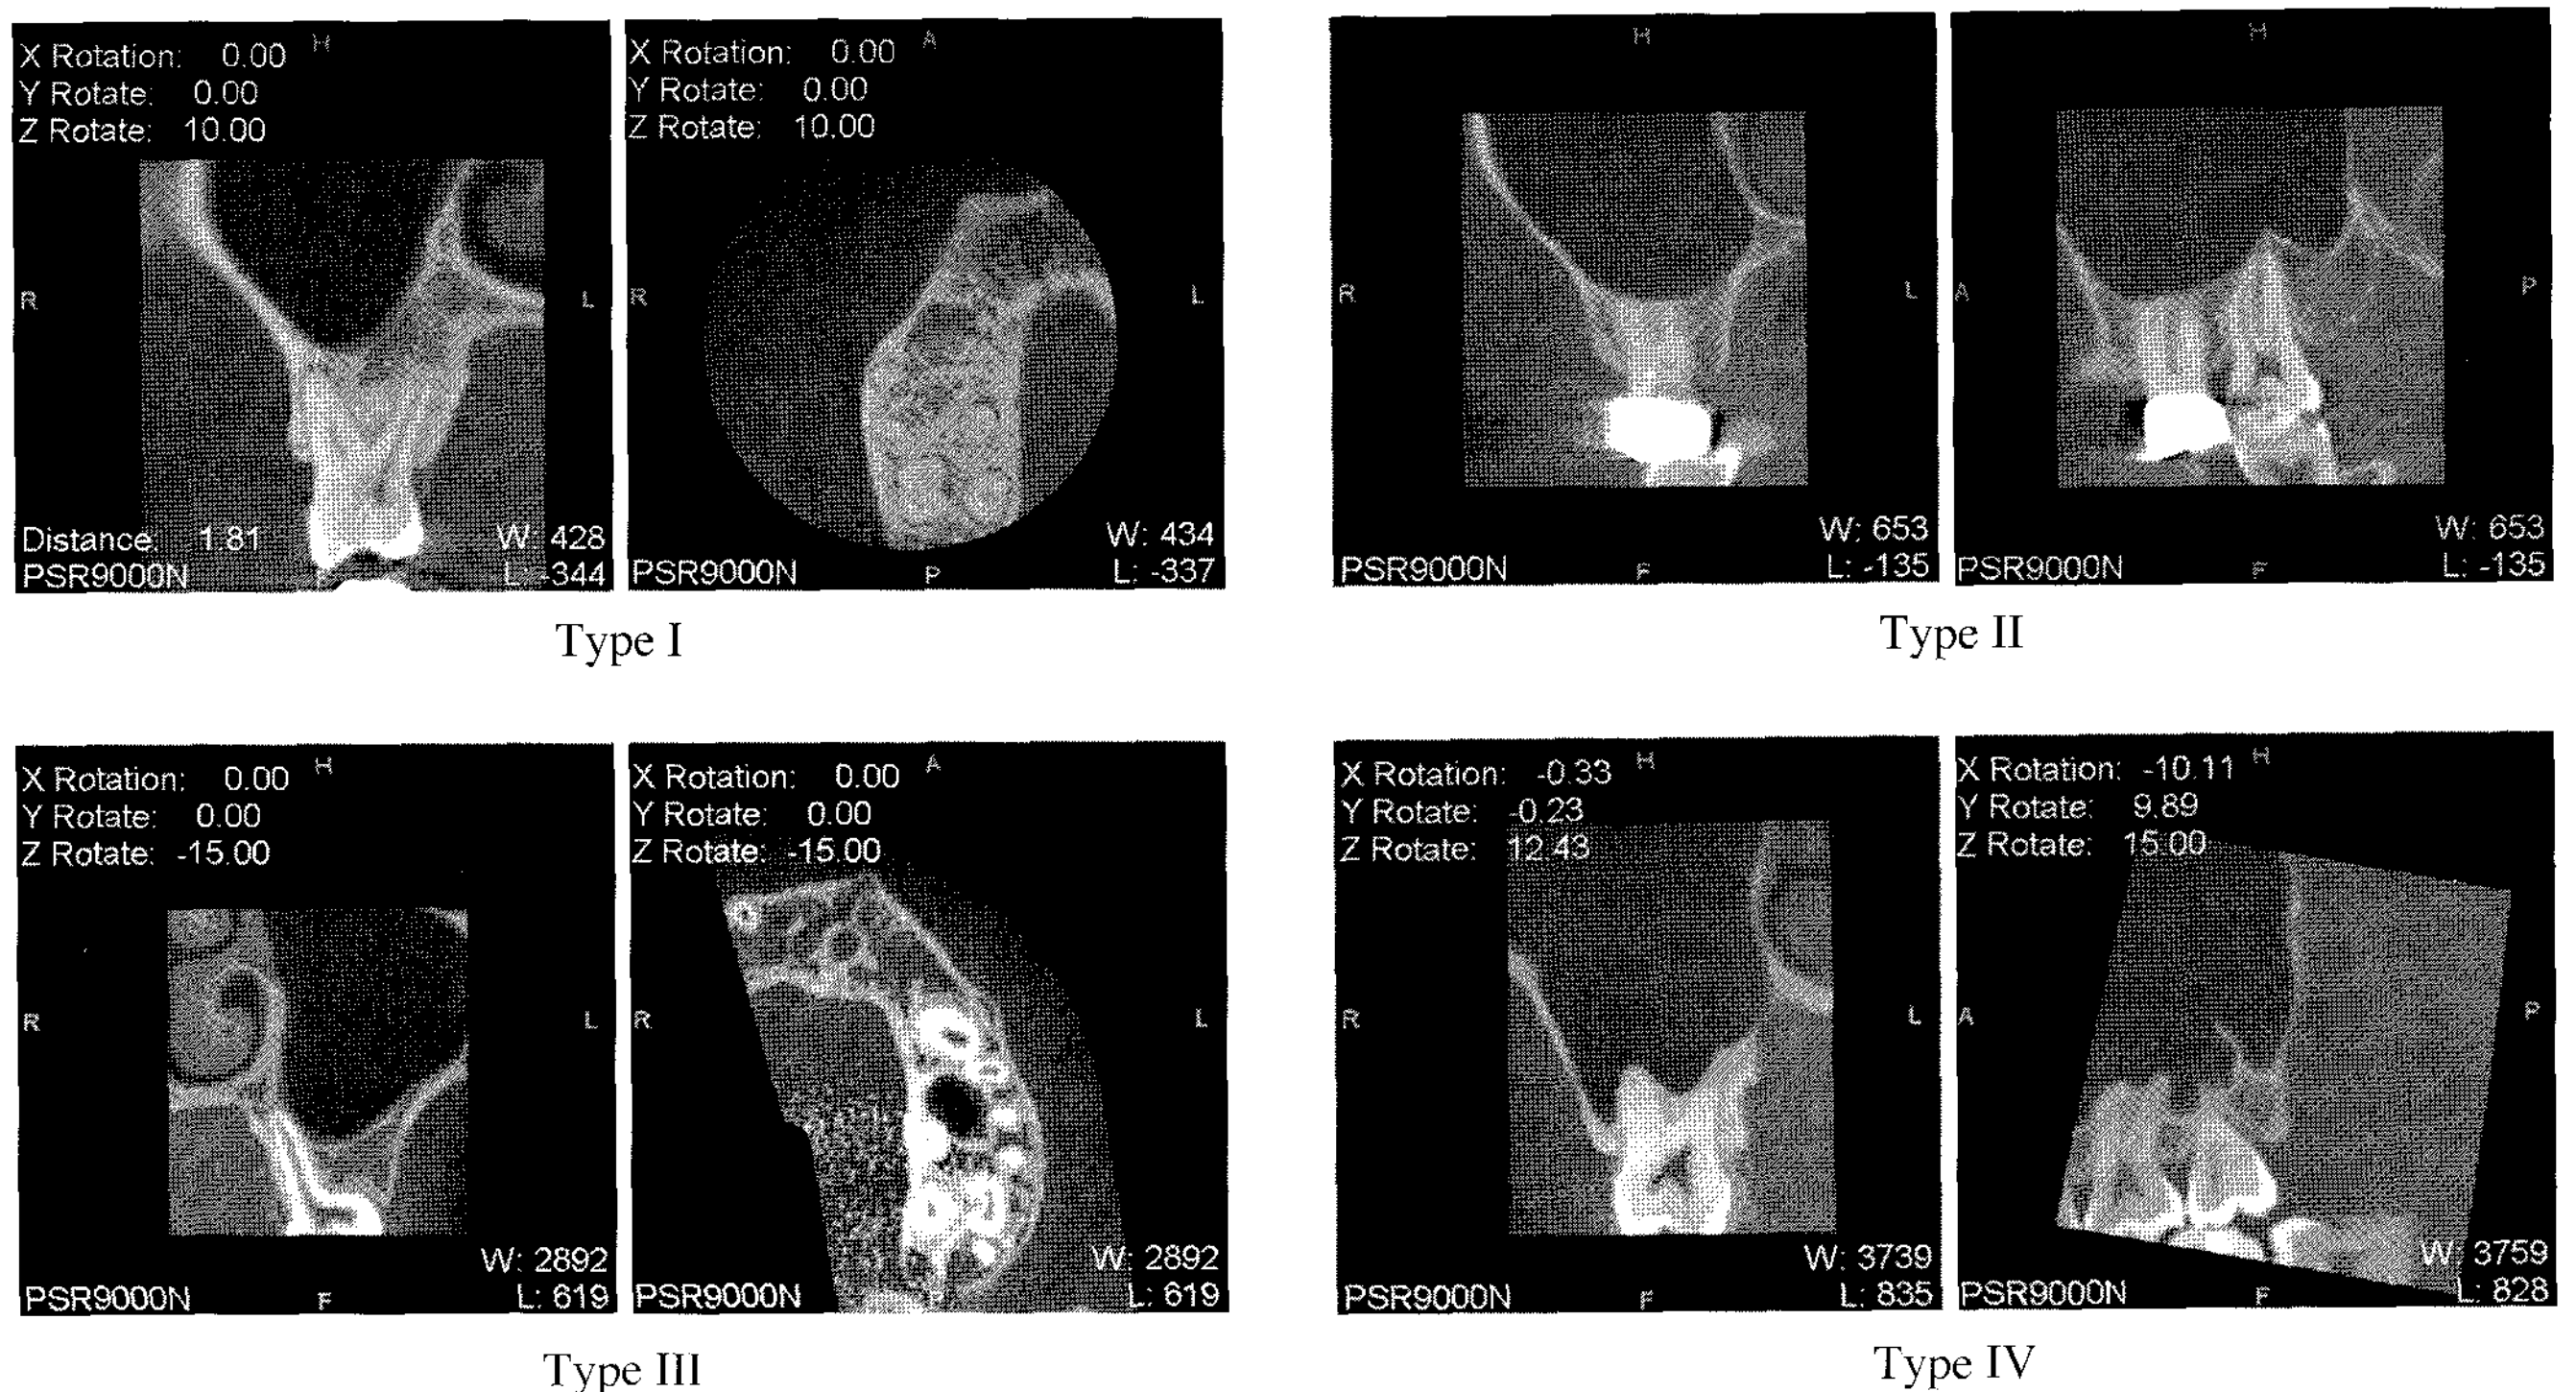 H
X Rotation: 0.00
Y Rotate: 0.00
Z Rotate: 10.00
R
L
Distance: 1.81
W: 428
PSR9000N
F
L: -344
A
X Rotation: 0.00
Y Rotate: 0.00
Z Rotate: 10.00
R
L
W: 434
PSR9000N
P
L: -337
Type I
H
R
L
W: 653
PSR9000N
F
L: -135
H
A
P
W: 653
PSR9000N
F
L: -135
Type II
X Rotation: 0.00 H
Y Rotate: 0.00
Z Rotate: -15.00
R
L
W: 2892
PSR9000N
F
L: 619
X Rotation: 0.00 A
Y Rotate: 0.00
Z Rotate: -15.00
R
L
W: 2892
PSR9000N
P
L: 619
Type III
X Rotation: -0.33 H
Y Rotate: -0.23
Z Rotate: 12.43
R
L
W: 3739
PSR9000N
F
L: 835
X Rotation: -10.11 H
Y Rotate: 9.89
Z Rotate: 15.00
A
P
W: 3759
PSR9000N
F
L: 828
Type IV